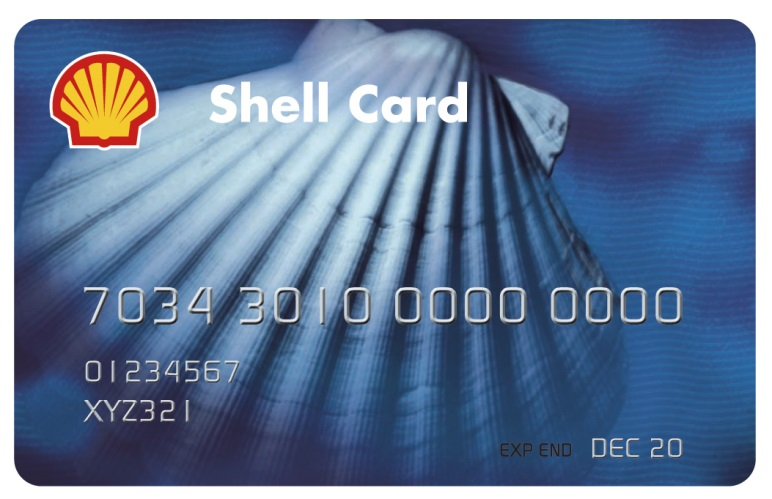 Shell Card
7034 3010 0000 0000
01234567
XYZ321
EXP END DEC 20